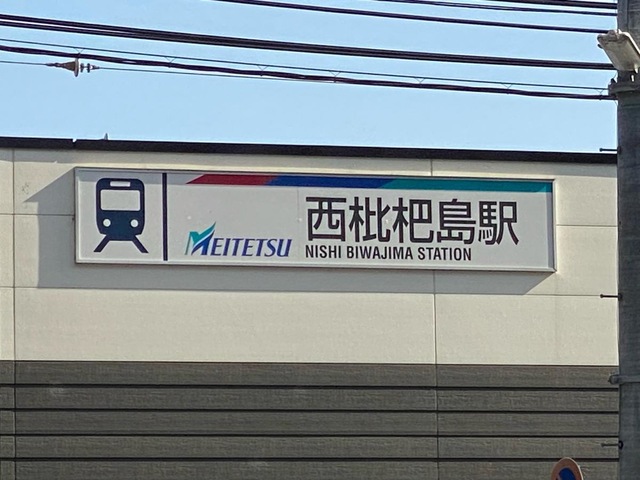 MEITETSU
西枇杷島駅
NISHI BIWAJIMA STATION